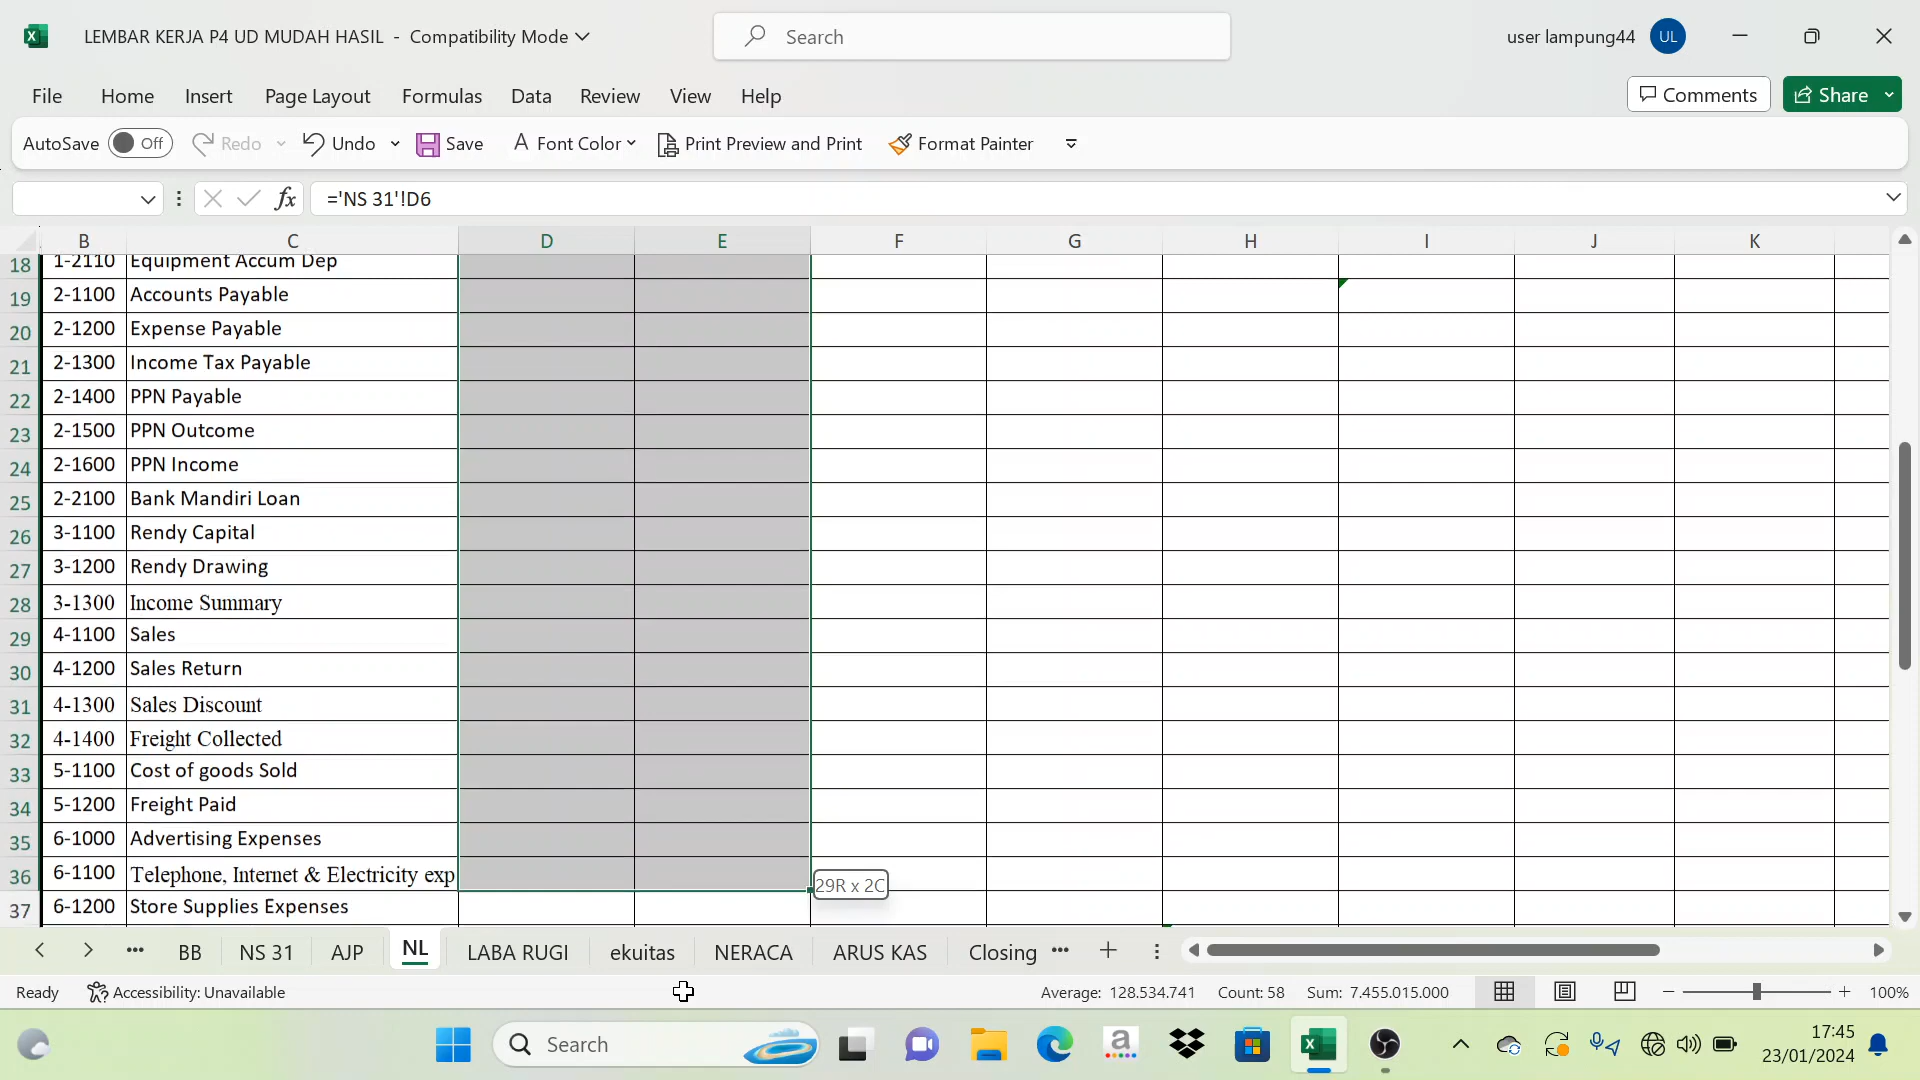 LEMBAR KERJA P4 UD MUDAH HASIL - Compatibility Mode
Search
user lampung44
UL
File Home Insert Page Layout Formulas Data Review View Help
Comments
Share
AutoSave Off Redo Undo Save Font Color Print Preview and Print Format Painter
fx ='NS 31'!D6
B C D E F G H I J K
18 1-2110 Equipment Accum Dep
19 2-1100 Accounts Payable
20 2-1200 Expense Payable
21 2-1300 Income Tax Payable
22 2-1400 PPN Payable
23 2-1500 PPN Outcome
24 2-1600 PPN Income
25 2-2100 Bank Mandiri Loan
26 3-1100 Rendy Capital
27 3-1200 Rendy Drawing
28 3-1300 Income Summary
29 4-1100 Sales
30 4-1200 Sales Return
31 4-1300 Sales Discount
32 4-1400 Freight Collected
33 5-1100 Cost of goods Sold
34 5-1200 Freight Paid
35 6-1000 Advertising Expenses
36 6-1100 Telephone, Internet & Electricity exp
29R x 2C
37 6-1200 Store Supplies Expenses
BB NS 31 AJP NL LABA RUGI ekuitas NERACA ARUS KAS Closing
Ready Accessibility: Unavailable Average: 128.534.741 Count: 58 Sum: 7.455.015.000 100%
Search
17:45
23/01/2024